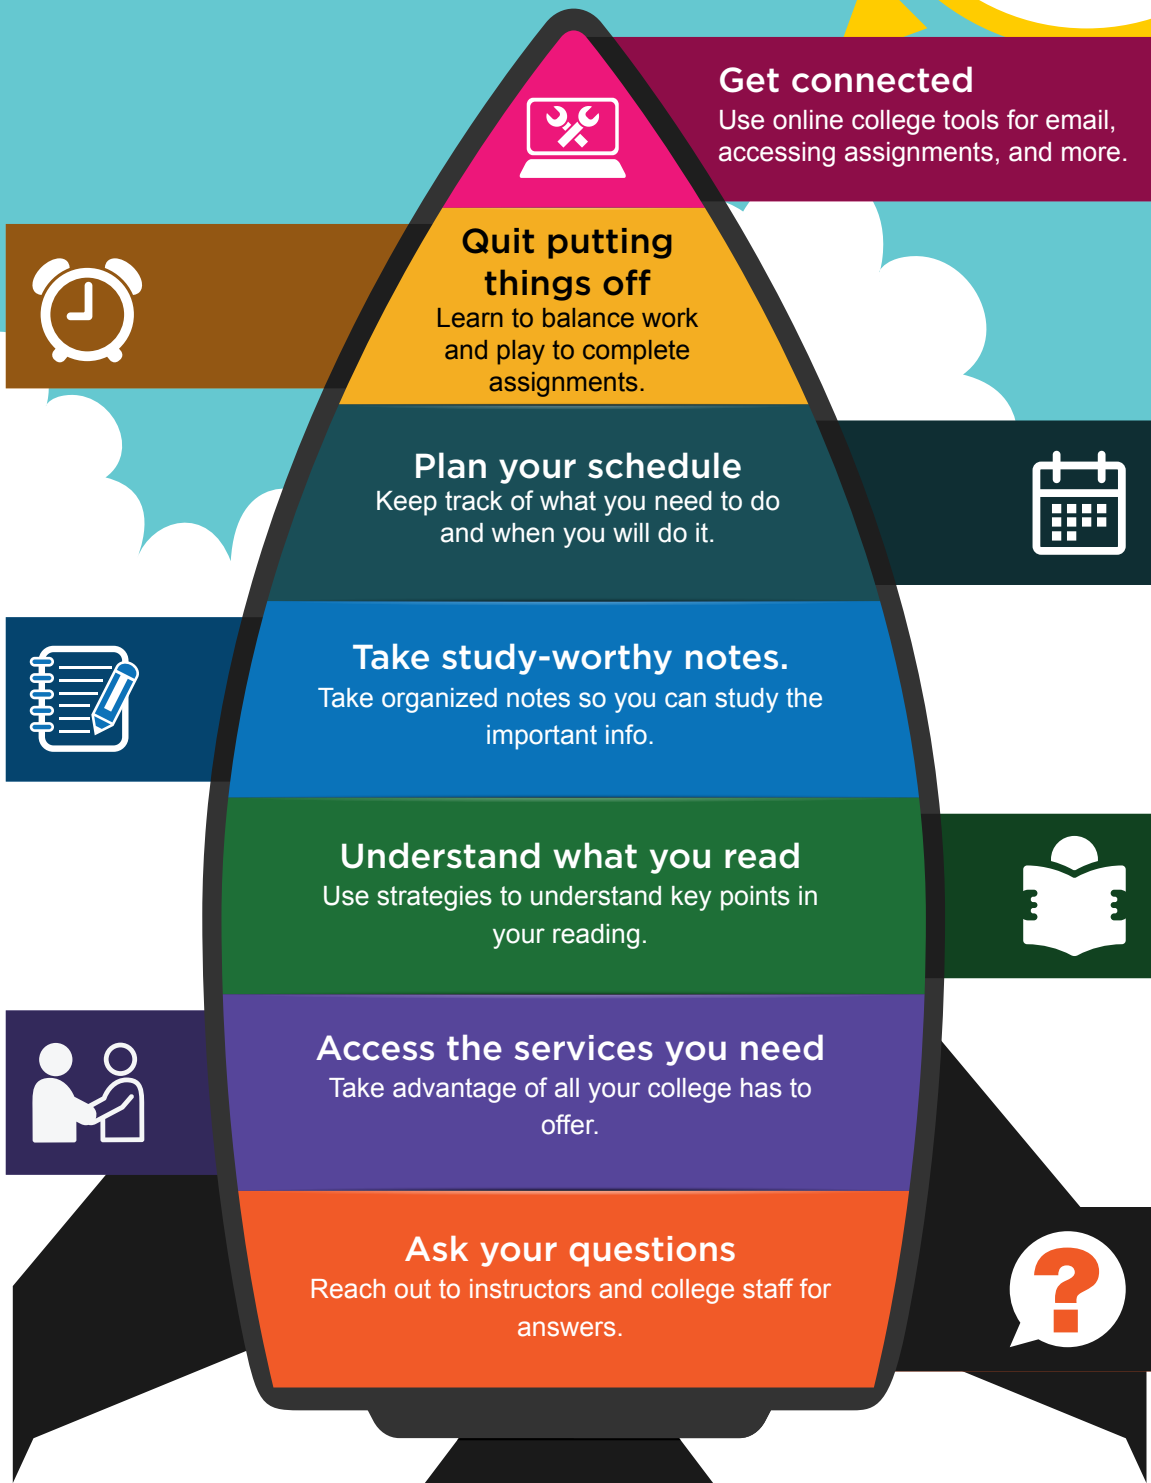 Get connected
Use online college tools for email,
accessing assignments, and more.
Quit putting
things off
Learn to balance work
and play to complete
assignments.
Plan your schedule
Keep track of what you need to do
and when you will do it.
Take study-worthy notes.
Take organized notes so you can study the
important info.
Understand what you read
Use strategies to understand key points in
your reading.
Access the services you need
Take advantage of all your college has to
offer.
Ask your questions
Reach out to instructors and college staff for
answers.
?